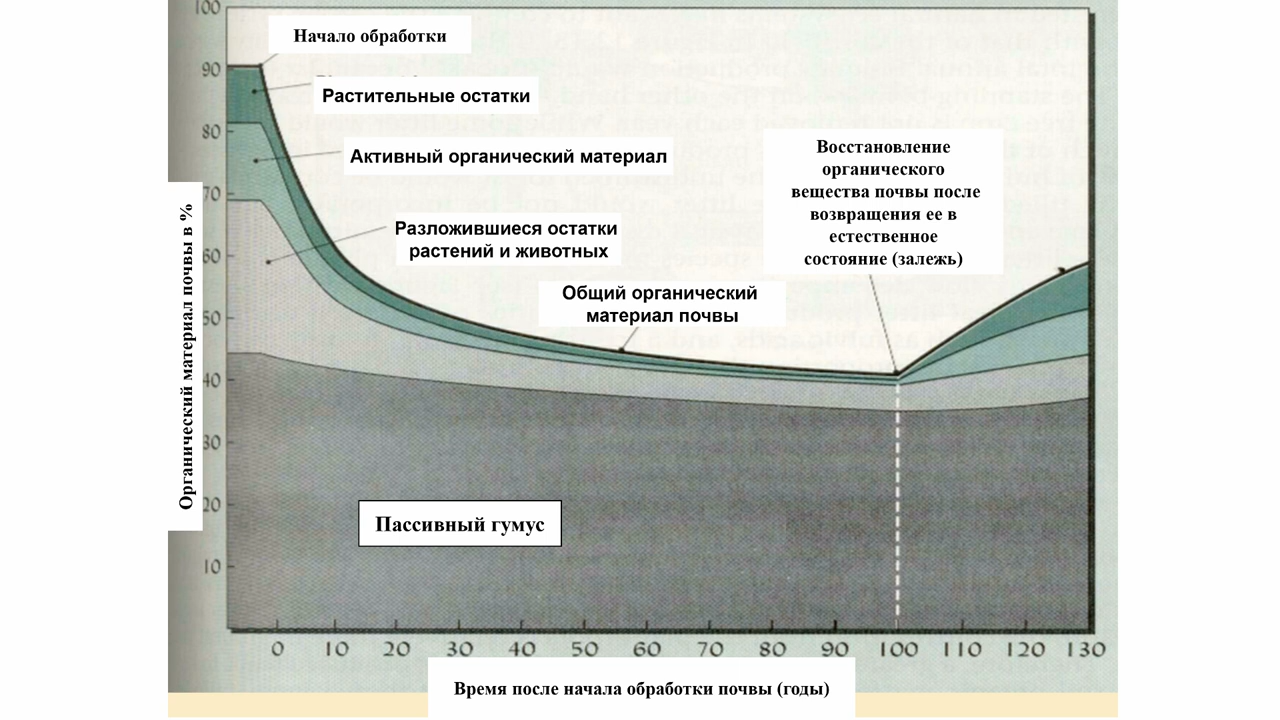 100
Начало обработки
90
Растительные остатки
80
Активный органический материал
Восстановление
органического
вещества почвы после
возвращения ее в
естественное
состояние (залежь)
70
Разложившиеся остатки
растений и животных
60
Общий органический
материал почвы
50
40
30
20
10
Органический материал почвы в %
Пассивный гумус
0 10 20 30 40 50 60 70 80 90 100 110 120 130
Время после начала обработки почвы (годы)